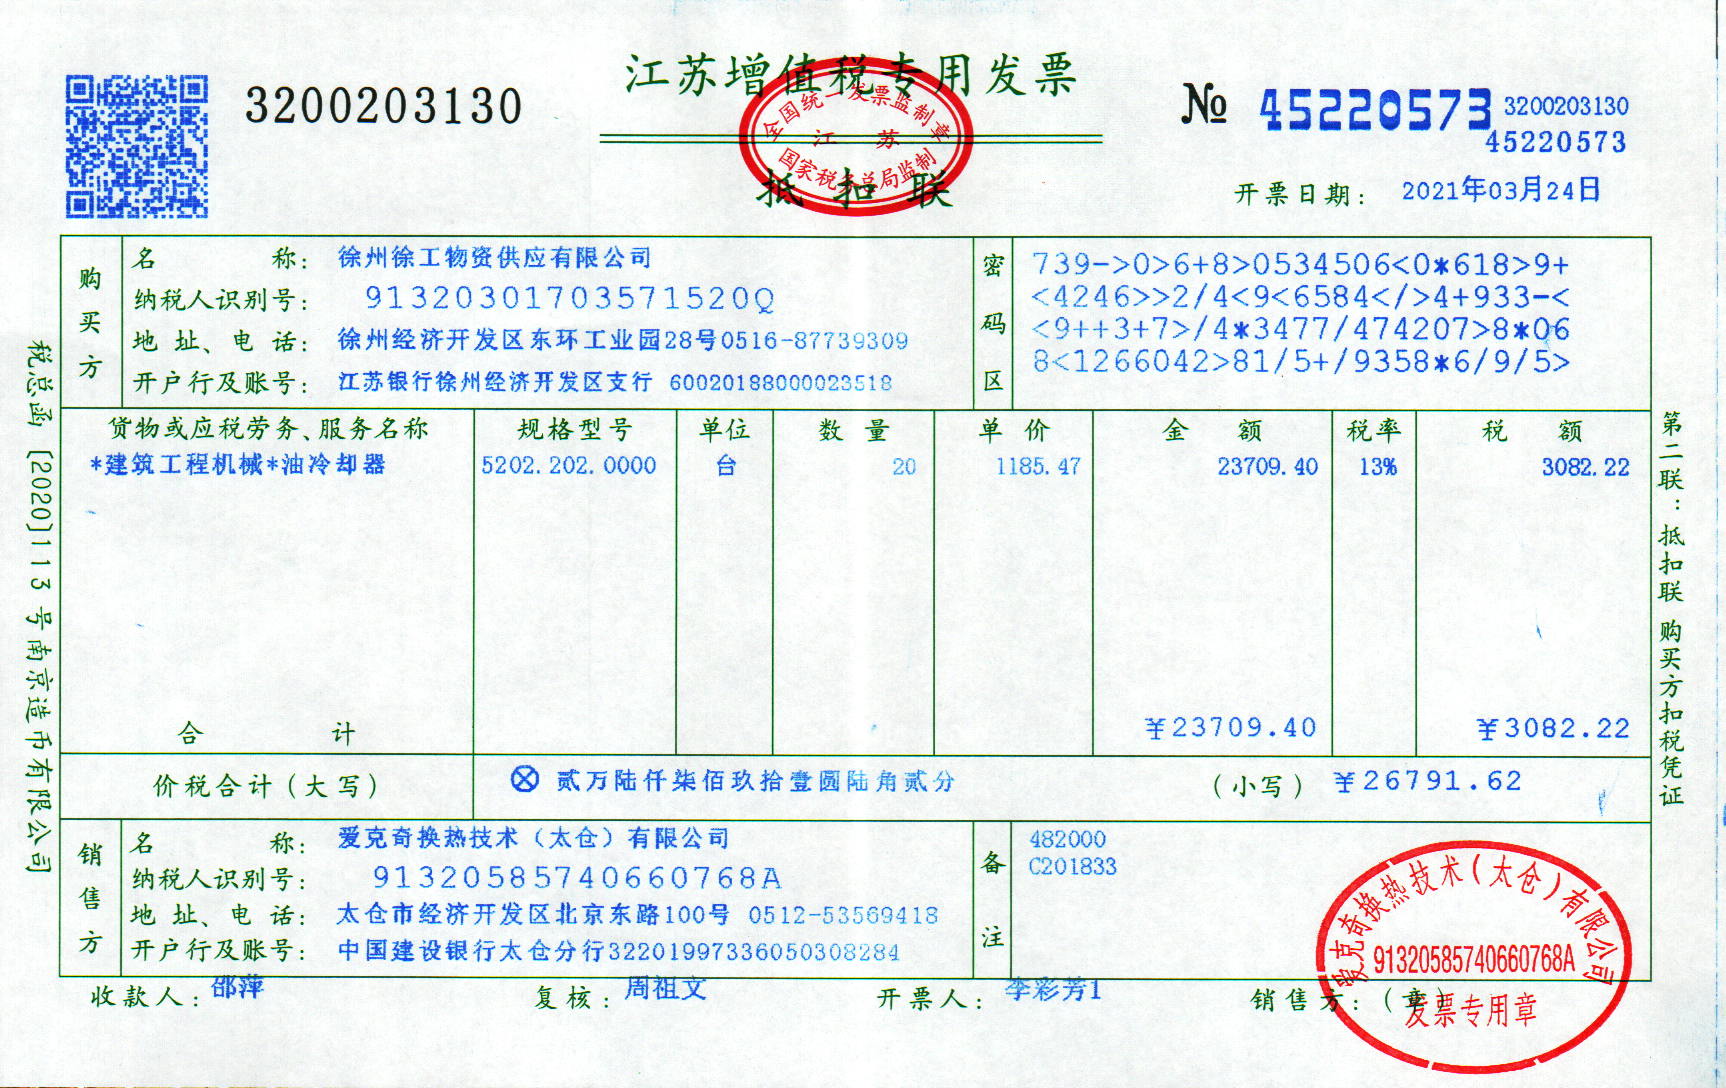 江苏增值税专用发票
3200203130
№ 45220573
3200203130
45220573
全国统一发票监制章
江 苏
国家税务总局监制
抵扣联
开票日期: 2021年03月24日
购买方
名 称: 徐州徐工物资供应有限公司
纳税人识别号: 91320301703571520Q
地 址、电 话: 徐州经济开发区东环工业园28号0516-87739309
开户行及账号: 江苏银行徐州经济开发区支行 60020188000023518
密码区
739->0>6+8>0534506<0*618>9+
<4246>>2/4<9<6584</>4+933-<
<9++3+7>/4*3477/474207>8*06
8<1266042>81/5+/9358*6/9/5>
货物或应税劳务、服务名称 规格型号 单位 数 量 单 价 金 额 税率 税 额
*建筑工程机械*油冷却器 5202.202.0000 台 20 1185.47 23709.40 13% 3082.22
合 计 ¥23709.40 ¥3082.22
价税合计(大写) ⊗贰万陆仟柒佰玖拾壹圆陆角贰分 (小写) ¥26791.62
销售方
名 称: 爱克奇换热技术(太仓)有限公司
纳税人识别号: 91320585740660768A
地 址、电 话: 太仓市经济开发区北京东路100号 0512-53569418
开户行及账号: 中国建设银行太仓分行32201997336050308284
备注
482000
C201833
收款人: 邵萍 复核: 周祖文 开票人: 李彩芳1 销售方:(章)
爱克奇换热技术(太仓)有限公司
91320585740660768A
发票专用章
税总函[2020]113号南京造币有限公司
第二联:抵扣联 购买方扣税凭证